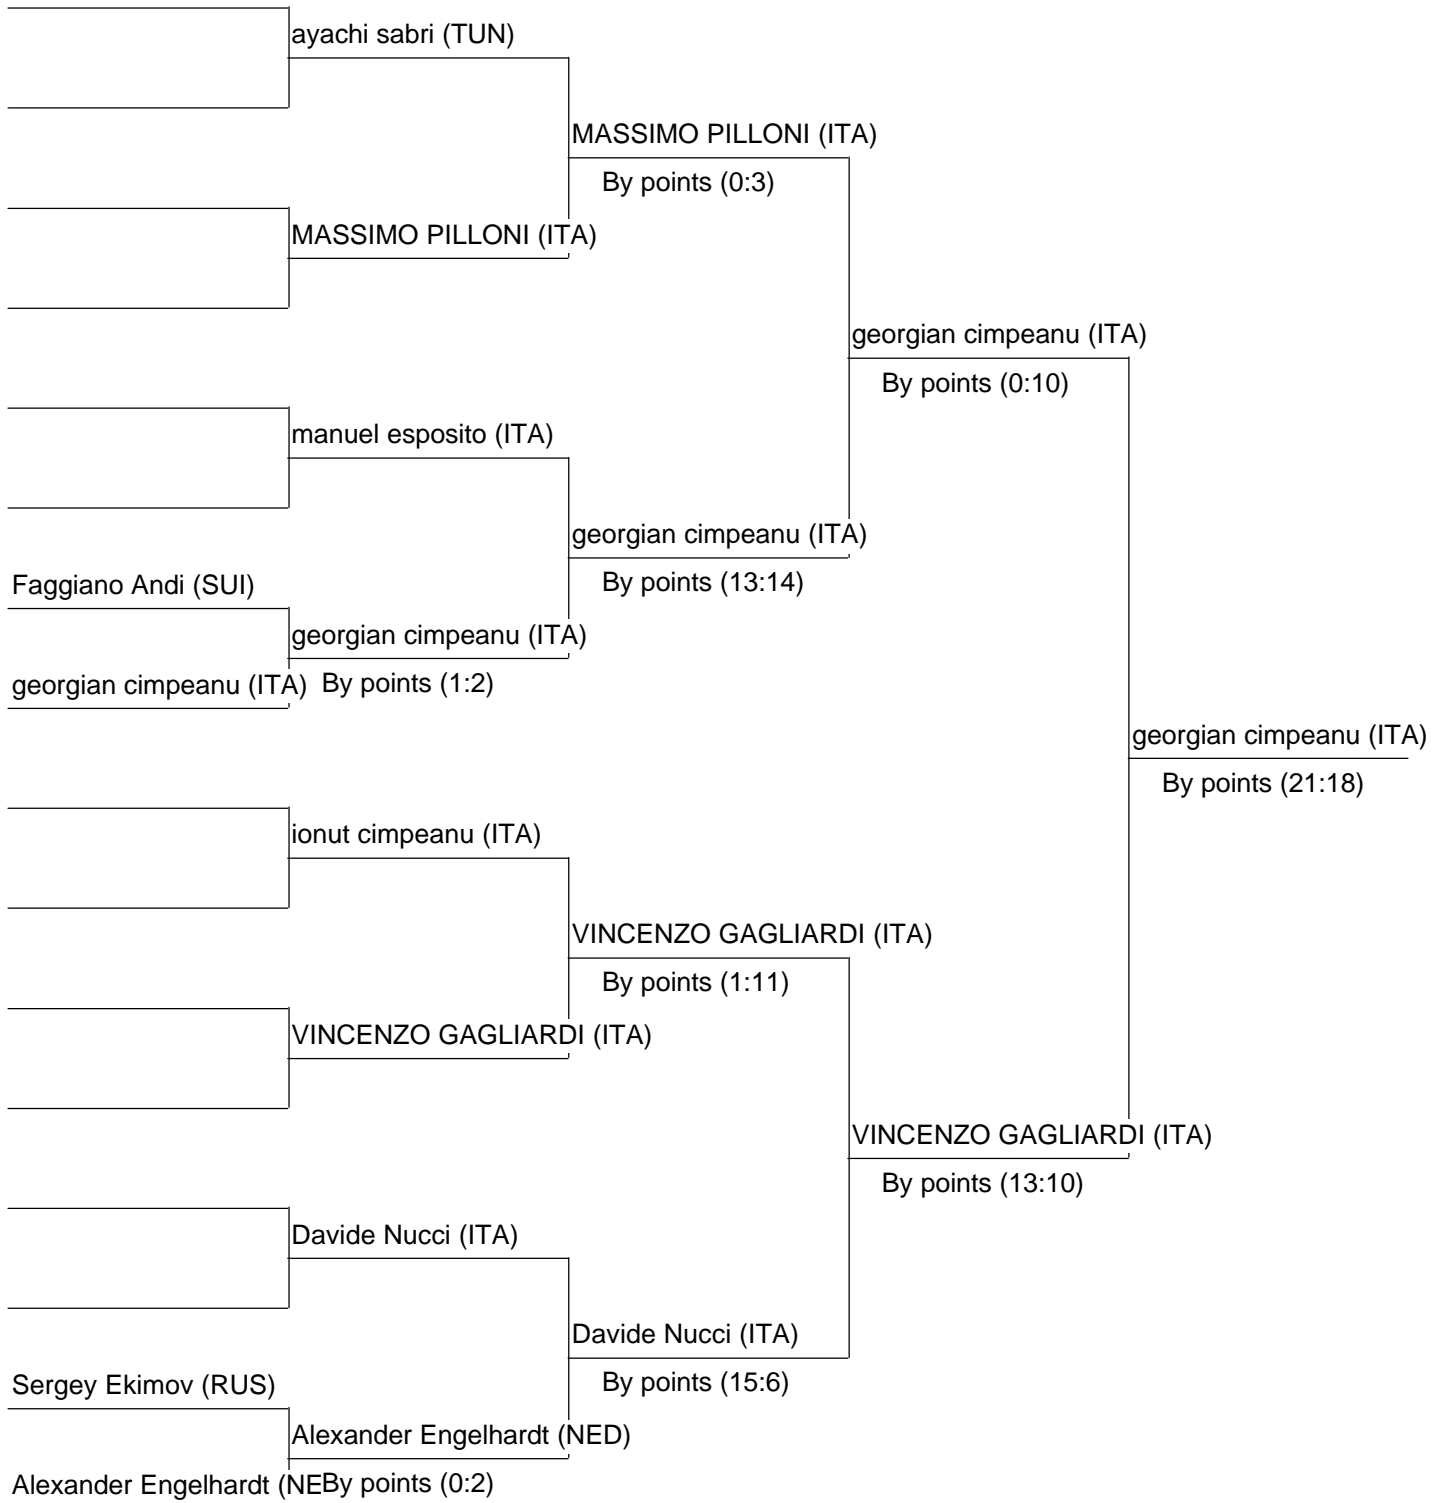 ayachi sabri (TUN)
MASSIMO PILLONI (ITA)
By points (0:3)
MASSIMO PILLONI (ITA)
georgian cimpeanu (ITA)
By points (0:10)
manuel esposito (ITA)
georgian cimpeanu (ITA)
By points (13:14)
Faggiano Andi (SUI)
georgian cimpeanu (ITA)
georgian cimpeanu (ITA) By points (1:2)
georgian cimpeanu (ITA)
By points (21:18)
ionut cimpeanu (ITA)
VINCENZO GAGLIARDI (ITA)
By points (1:11)
VINCENZO GAGLIARDI (ITA)
VINCENZO GAGLIARDI (ITA)
By points (13:10)
Davide Nucci (ITA)
Davide Nucci (ITA)
By points (15:6)
Sergey Ekimov (RUS)
Alexander Engelhardt (NED)
Alexander Engelhardt (NE By points (0:2)